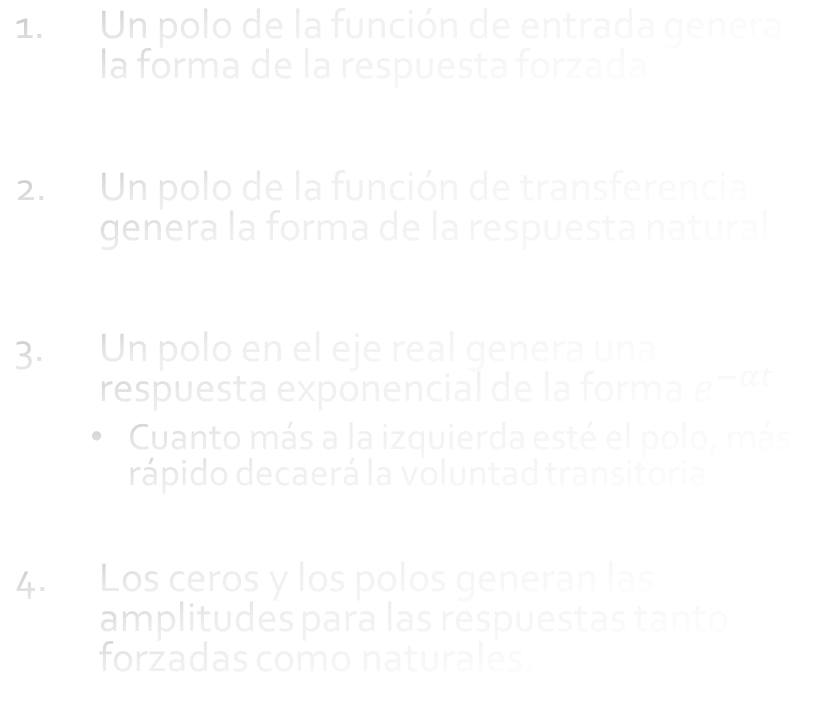 1. Un polo de la función de entrada genera
la forma de la respuesta forzada
2. Un polo de la función de transferencia
genera la forma de la respuesta natural
3. Un polo en el eje real genera una
respuesta exponencial de la forma e^{-αt}
• Cuanto más a la izquierda esté el polo, más
rápido decaerá la voluntad transitoria
4. Los ceros y los polos generan las
amplitudes para las respuestas tanto
forzadas como naturales.